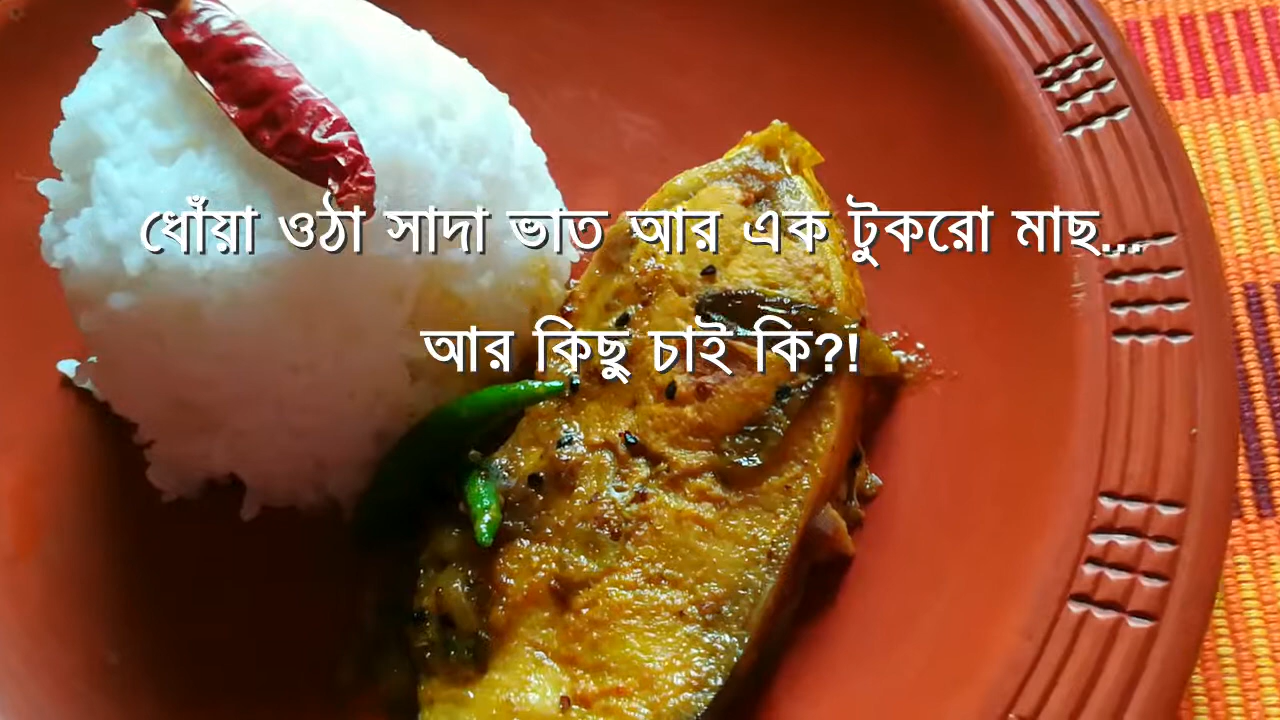 ধোঁয়া ওঠা সাদা ভাত আর এক টুকরো মাছ...
আর কিছু চাই কি?!